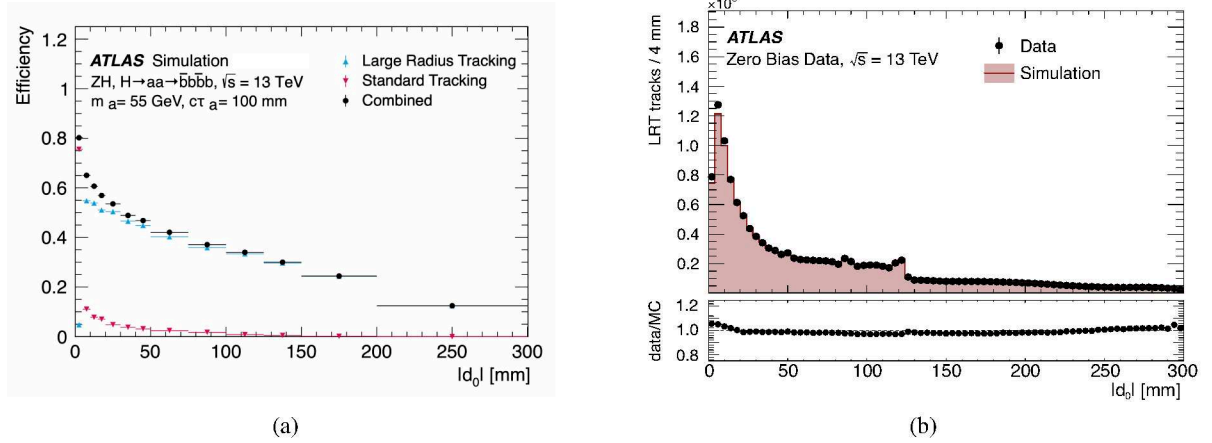 Efficiency
1.2
1
0.8
0.6
0.4
0.2
0
ATLAS Simulation
ZH, H→aa→b̄bb̄b, √s = 13 TeV
m a = 55 GeV, cτ a = 100 mm
Large Radius Tracking
Standard Tracking
Combined
0 50 100 150 200 250 300
|d0| [mm]
(a)
LRT tracks / 4 mm
1.8
1.6
1.4
1.2
1.0
0.8
0.6
0.4
0.2
ATLAS
Zero Bias Data, √s = 13 TeV
Data
Simulation
data/MC
1.2
1.0
0.8
0 50 100 150 200 250 300
|d0| [mm]
(b)